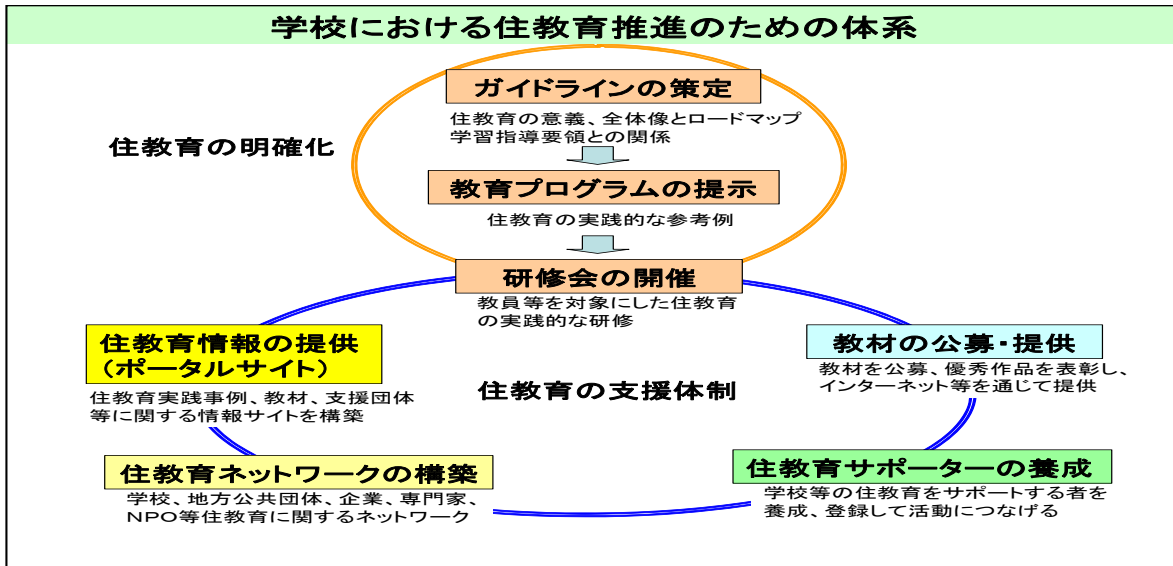 学校における住教育推進のための体系
ガイドラインの策定
住教育の意義、全体像とロードマップ
学習指導要領との関係
住教育の明確化
教育プログラムの提示
住教育の実践的な参考例
研修会の開催
教員等を対象にした住教育
の実践的な研修
住教育情報の提供
（ポータルサイト）
住教育実践事例、教材、支援団体
等に関する情報サイトを構築
教材の公募・提供
教材を公募、優秀作品を表彰し、
インターネット等を通じて提供
住教育の支援体制
住教育ネットワークの構築
学校、地方公共団体、企業、専門家、
NPO等住教育に関するネットワーク
住教育サポーターの養成
学校等の住教育をサポートする者を
養成、登録して活動につなげる